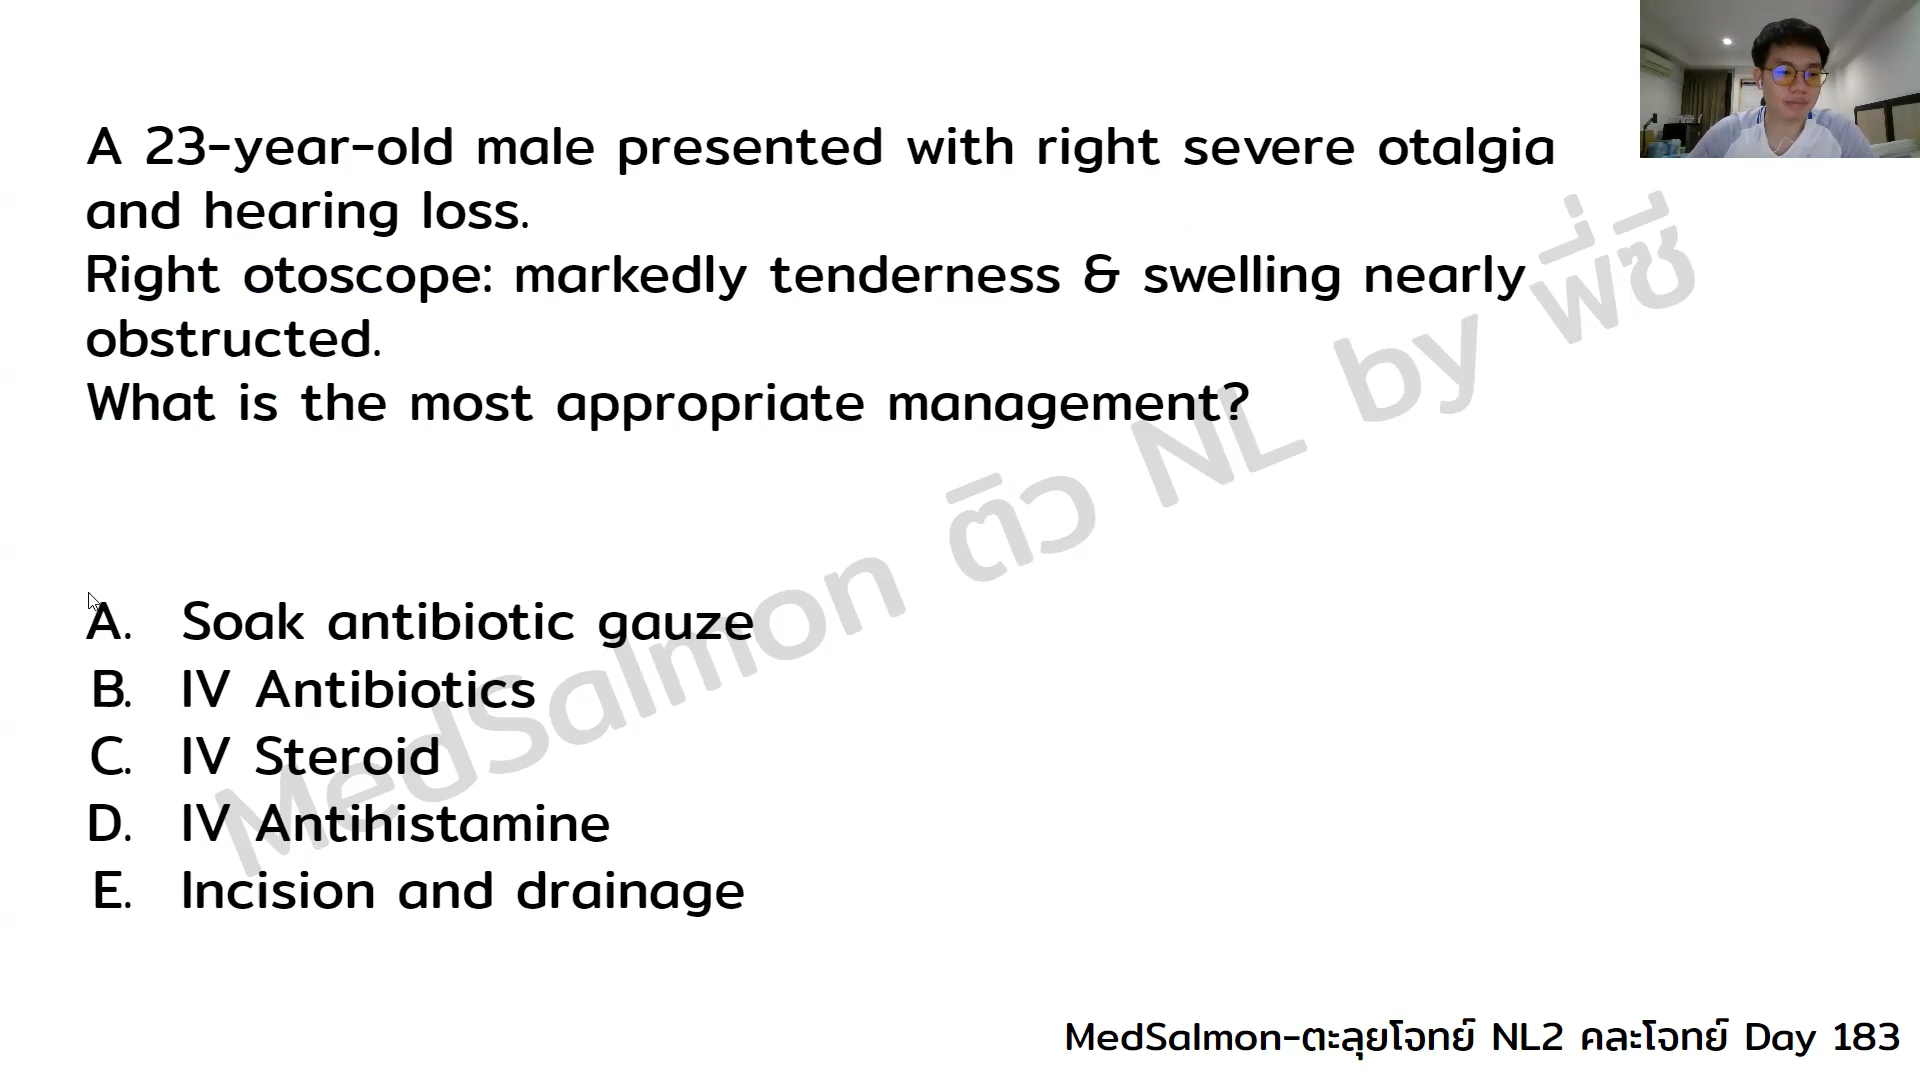 A 23-year-old male presented with right severe otalgia
and hearing loss.
Right otoscope: markedly tenderness & swelling nearly
obstructed.
What is the most appropriate management?
A. Soak antibiotic gauze
B. IV Antibiotics
C. IV Steroid
D. IV Antihistamine
E. Incision and drainage
MedSalmon ติว NL by พี่ซี
MedSalmon-ตะลุยโจทย์ NL2 คละโจทย์ Day 183